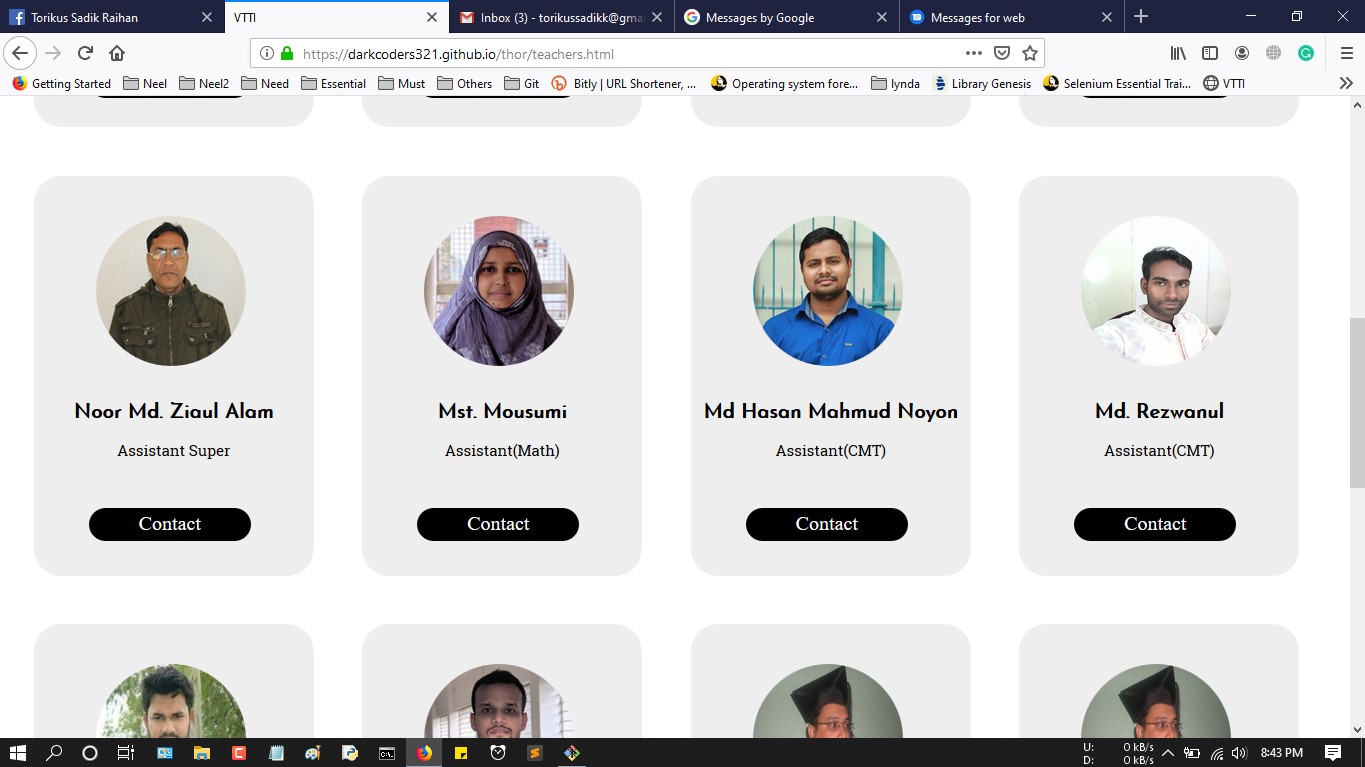 Torikus Sadik Raihan
VTTI
Inbox (3) - torikussadikk@gma
Messages by Google
Messages for web
https://darkcoders321.github.io/thor/teachers.html
Getting Started
Neel
Neel2
Need
Essential
Must
Others
Git
Bitly | URL Shortener, ...
Operating system fore...
lynda
Library Genesis
Selenium Essential Trai...
VTTI
Noor Md. Ziaul Alam
Assistant Super
Contact
Mst. Mousumi
Assistant(Math)
Contact
Md Hasan Mahmud Noyon
Assistant(CMT)
Contact
Md. Rezwanul
Assistant(CMT)
Contact
U: 0 kB/s
D: 0 kB/s
8:43 PM